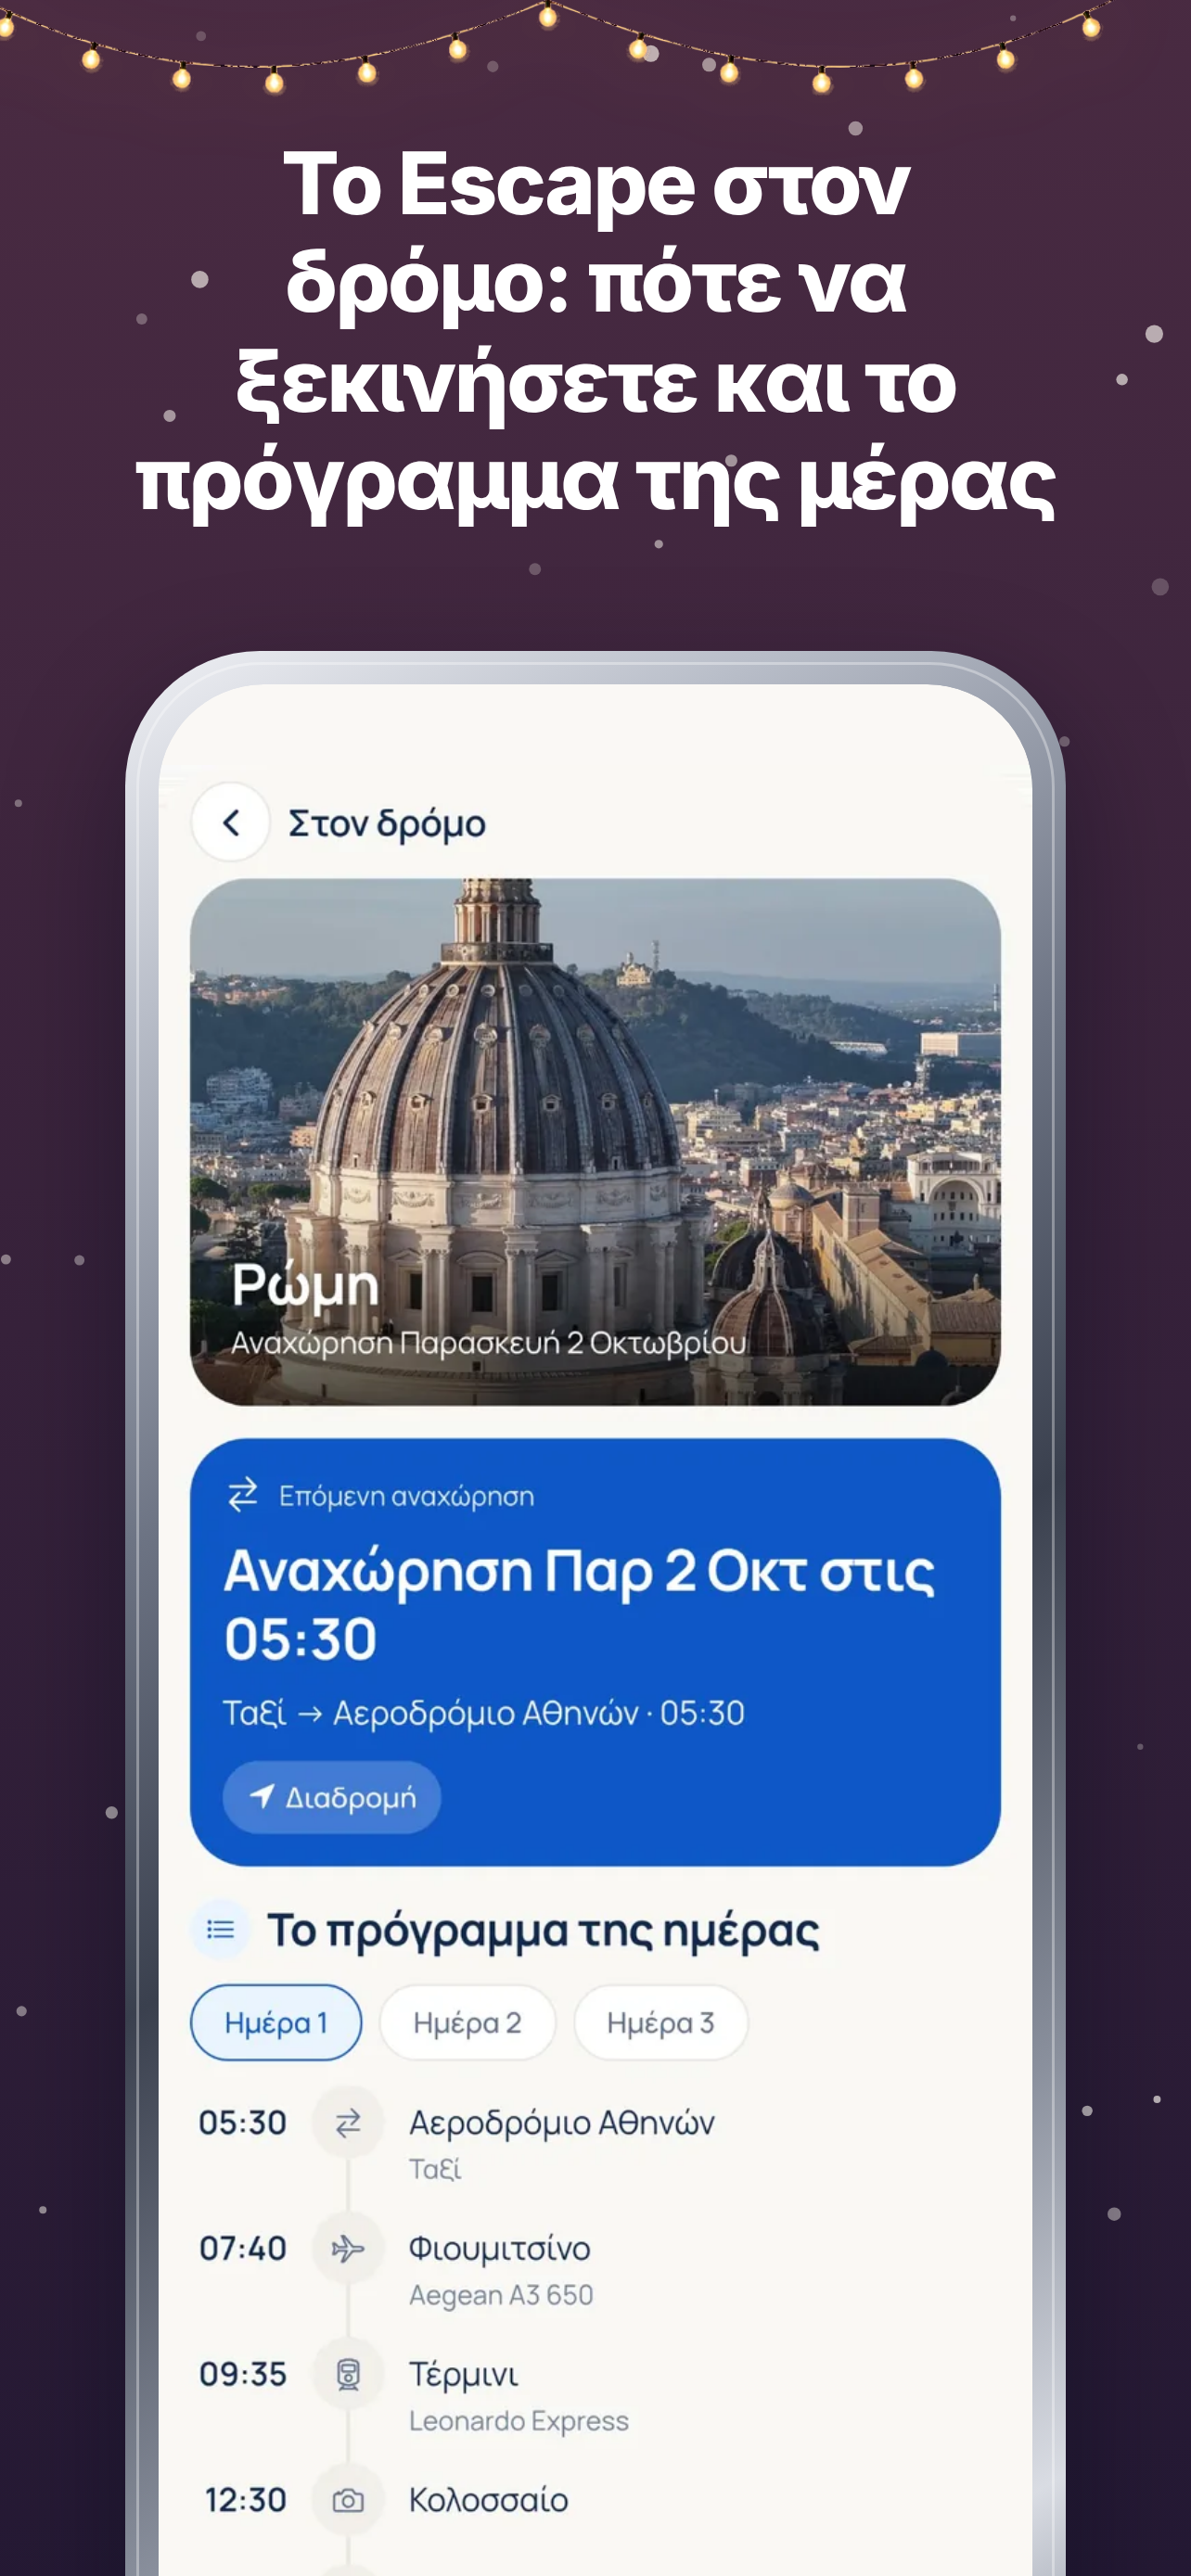 Το Escape στον
δρόμο: πότε να
ξεκινήσετε και το
πρόγραμμα της μέρας
Στον δρόμο
Ρώμη
Αναχώρηση Παρασκευή 2 Οκτωβρίου
Επόμενη αναχώρηση
Αναχώρηση Παρ 2 Οκτ στις
05:30
Ταξί → Αεροδρόμιο Αθηνών · 05:30
Διαδρομή
Το πρόγραμμα της ημέρας
Ημέρα 1 Ημέρα 2 Ημέρα 3
05:30 Αεροδρόμιο Αθηνών
Ταξί
07:40 Φιουμιτσίνο
Aegean A3 650
09:35 Τέρμινι
Leonardo Express
12:30 Κολοσσαίο